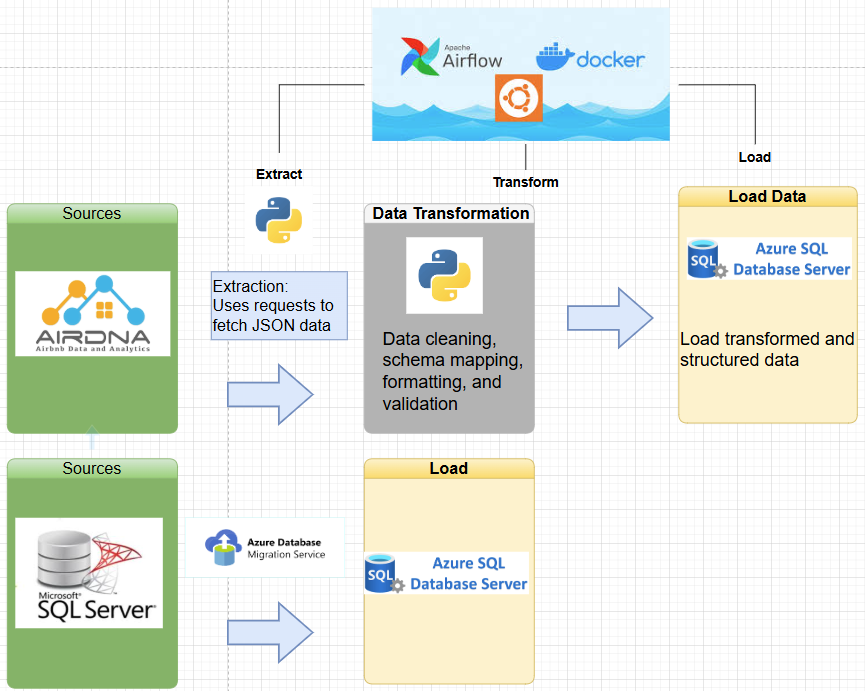 Apache
Airflow
docker
Extract
Transform
Load
Sources
AIRDNA
Airbnb Data and Analytics
Extraction:
Uses requests to
fetch JSON data
Data Transformation
Data cleaning,
schema mapping,
formatting, and
validation
Load Data
SQL
Azure SQL
Database Server
Load transformed and
structured data
Sources
Microsoft®
SQL Server
Azure Database
Migration Service
Load
SQL
Azure SQL
Database Server